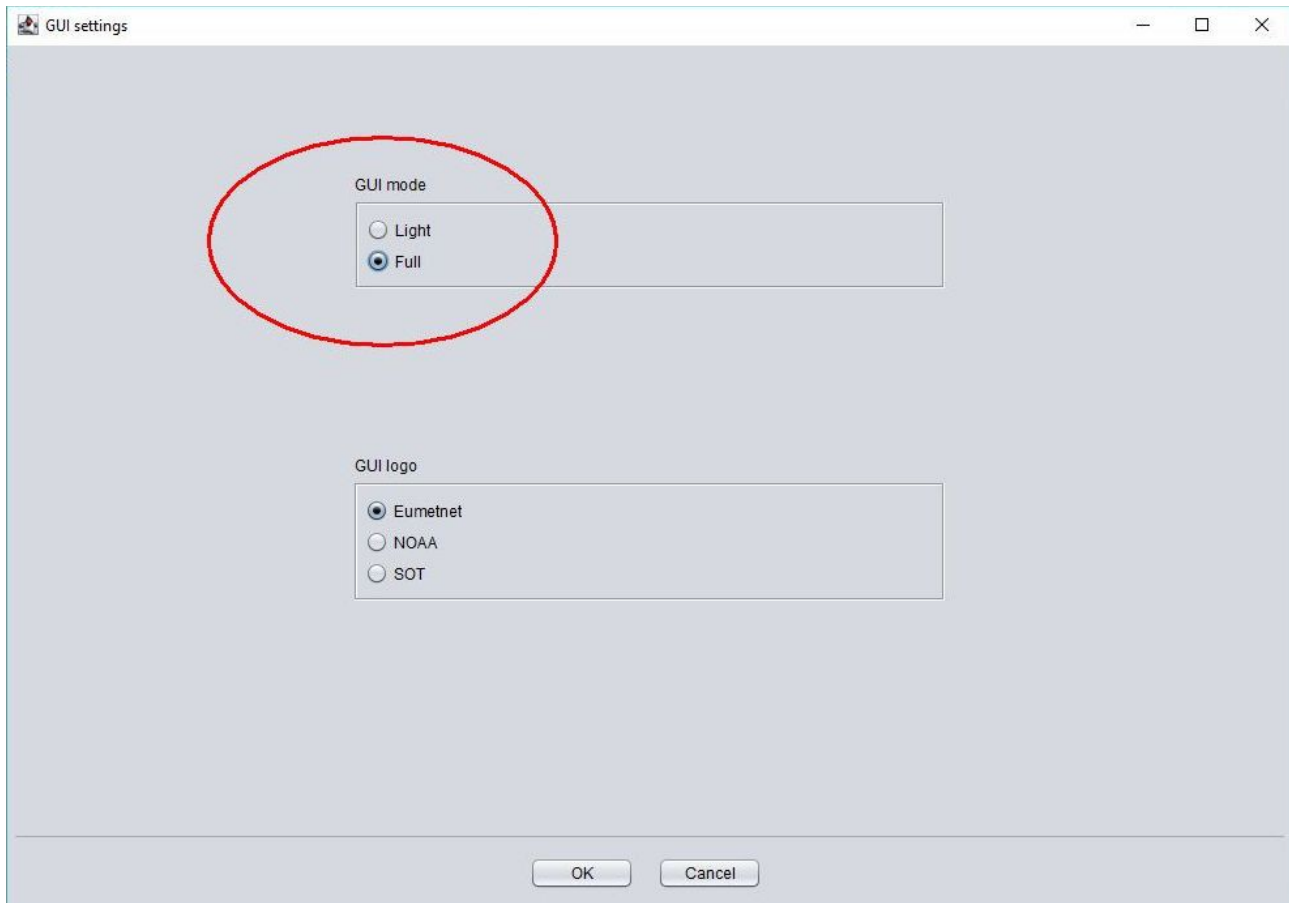 GUI settings
GUI mode
Light
Full
GUI logo
Eumetnet
NOAA
SOT
OK Cancel